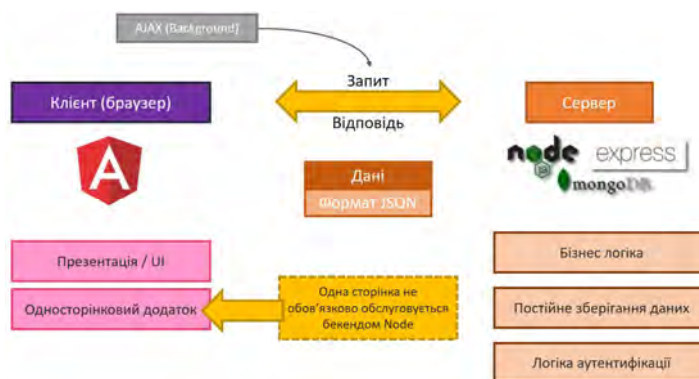 AJAX (Background)
Запит
Клієнт (браузер)
Сервер
Відповідь
A
node
express
JS
mongoDB
Дані
Формат JSON
Презентація / UI
Бізнес логіка
Односторінковий додаток
Одна сторінка не
обов'язково обслуговується
бекендом Node
Постійне зберігання даних
Логіка аутентифікації